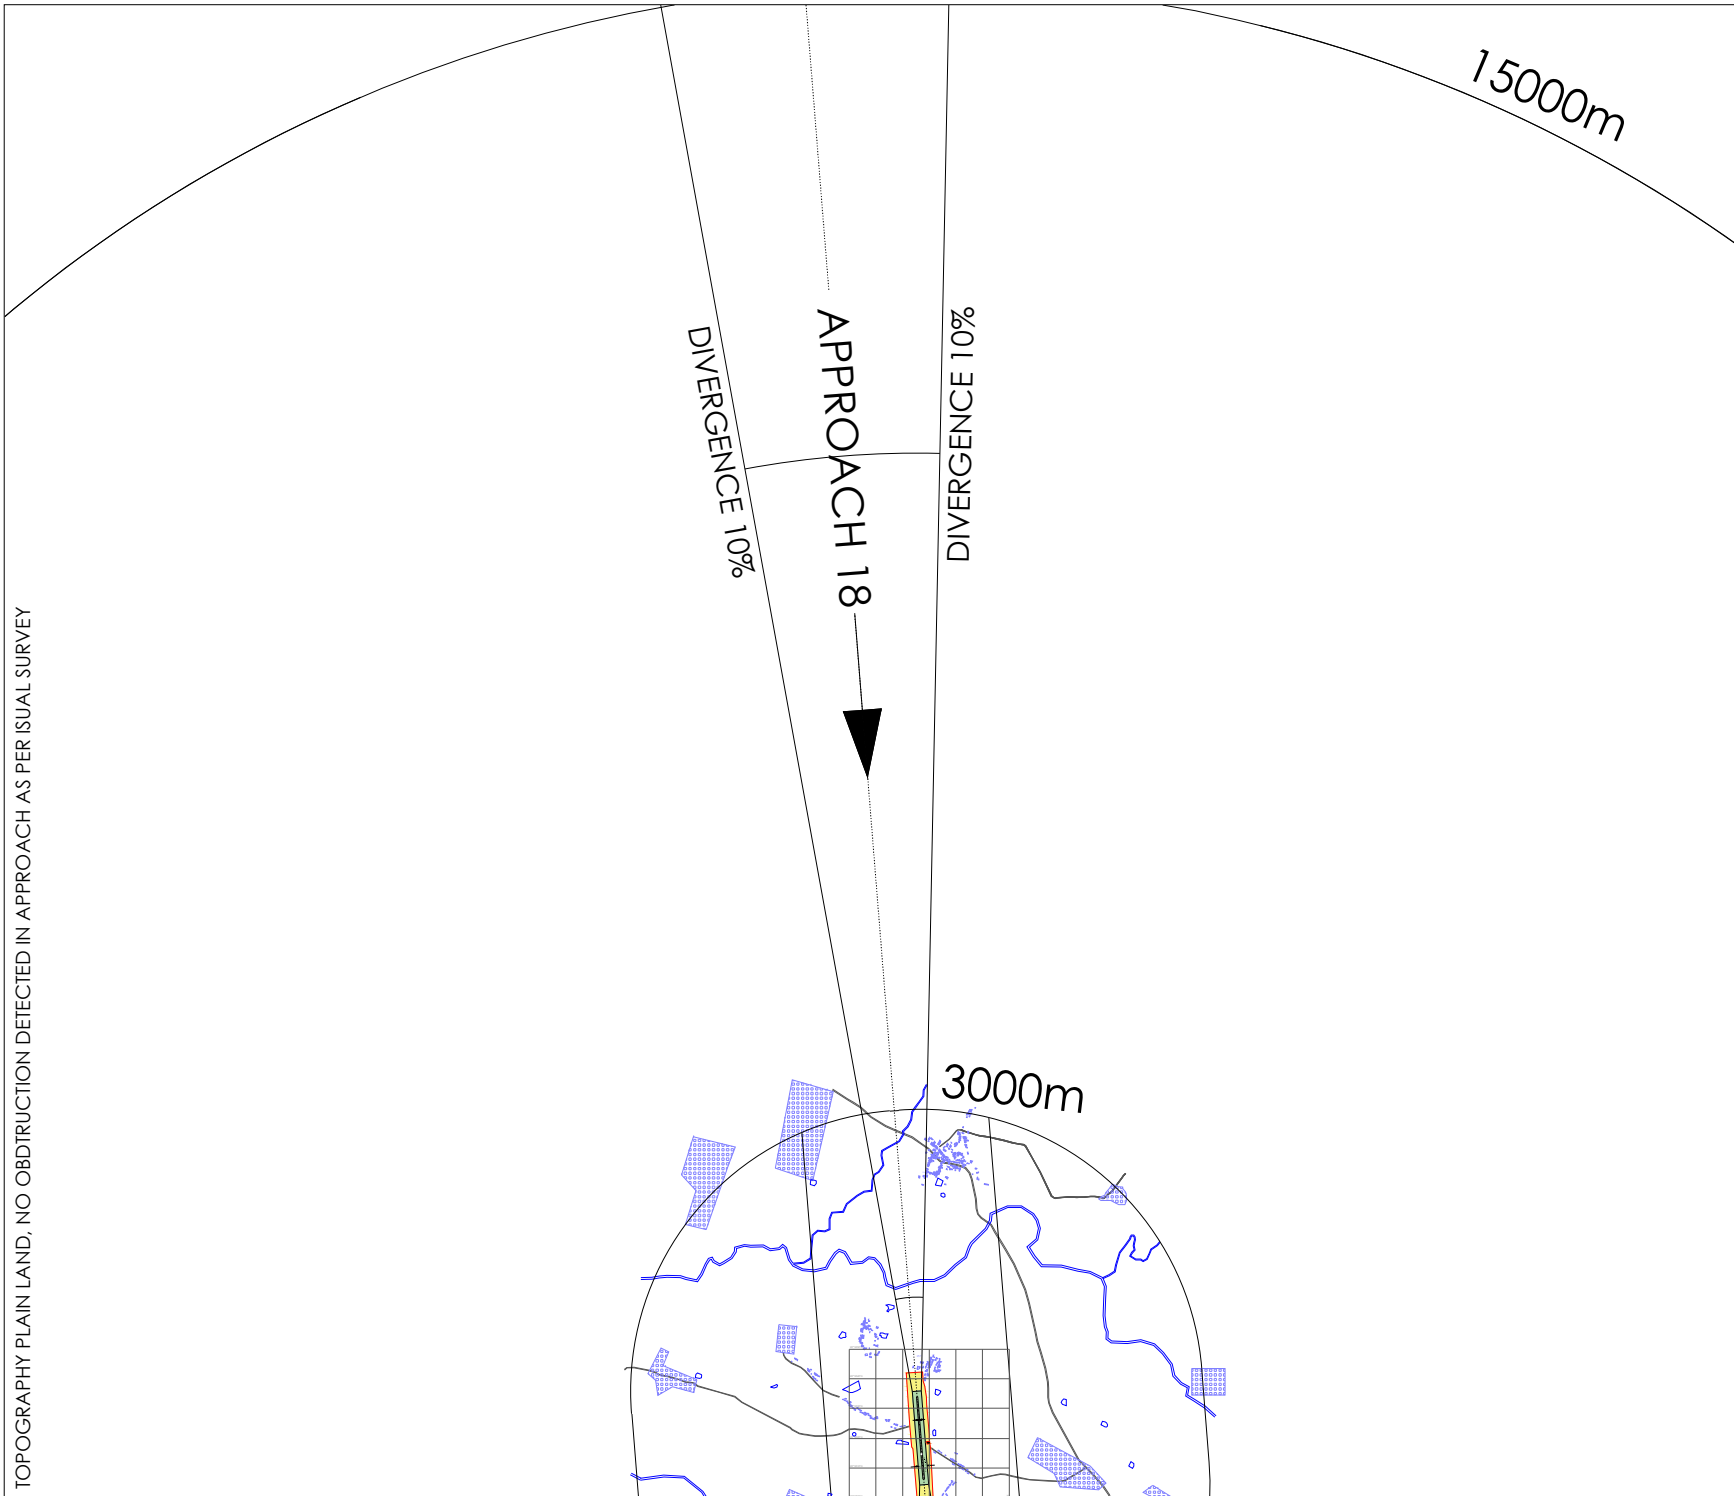 15000m
DIVERGENCE 10%
APPROACH 18
DIVERGENCE 10%
TOPOGRAPHY PLAIN LAND, NO OBDTRUCTION DETECTED IN APPROACH AS PER ISUAL SURVEY
3000m